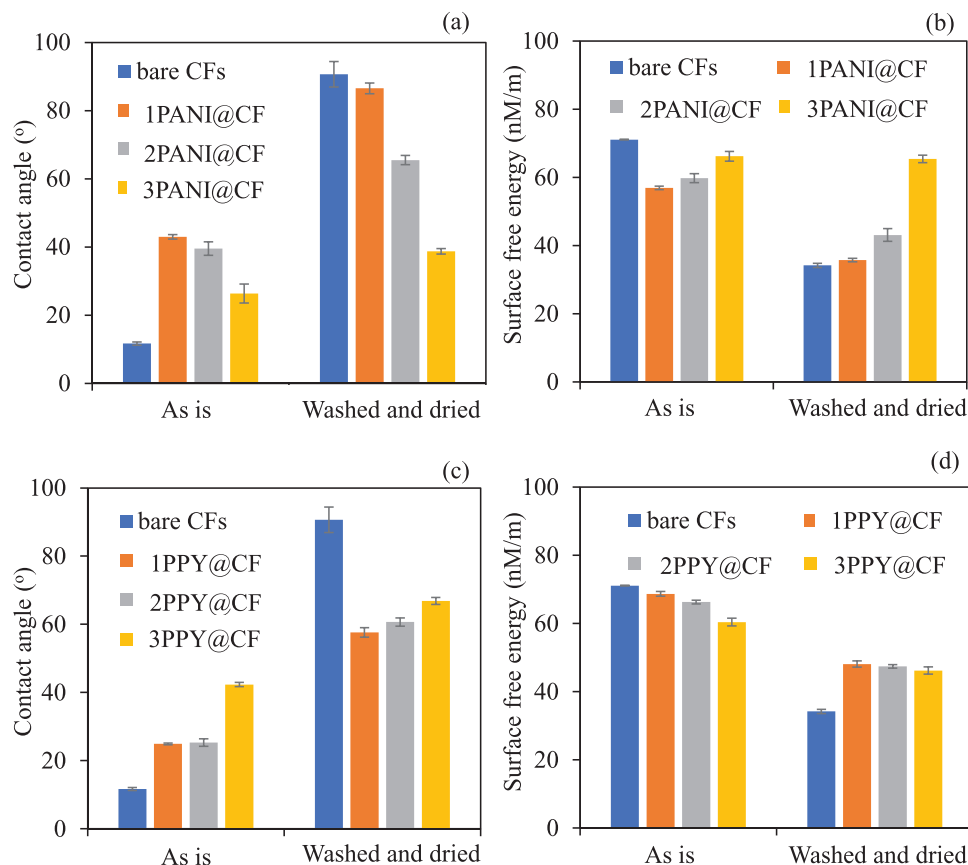 (a)
100
80
60
40
20
0
Contact angle (º)
bare CFs
1PANI@CF
2PANI@CF
3PANI@CF
As is
Washed and dried
(b)
100
80
60
40
20
0
Surface free energy (nM/m)
bare CFs
1PANI@CF
2PANI@CF
3PANI@CF
As is
Washed and dried
(c)
100
80
60
40
20
0
Contact angle (º)
bare CFs
1PPY@CF
2PPY@CF
3PPY@CF
As is
Washed and dried
(d)
100
80
60
40
20
0
Surface free energy (nM/m)
bare CFs
1PPY@CF
2PPY@CF
3PPY@CF
As is
Washed and dried